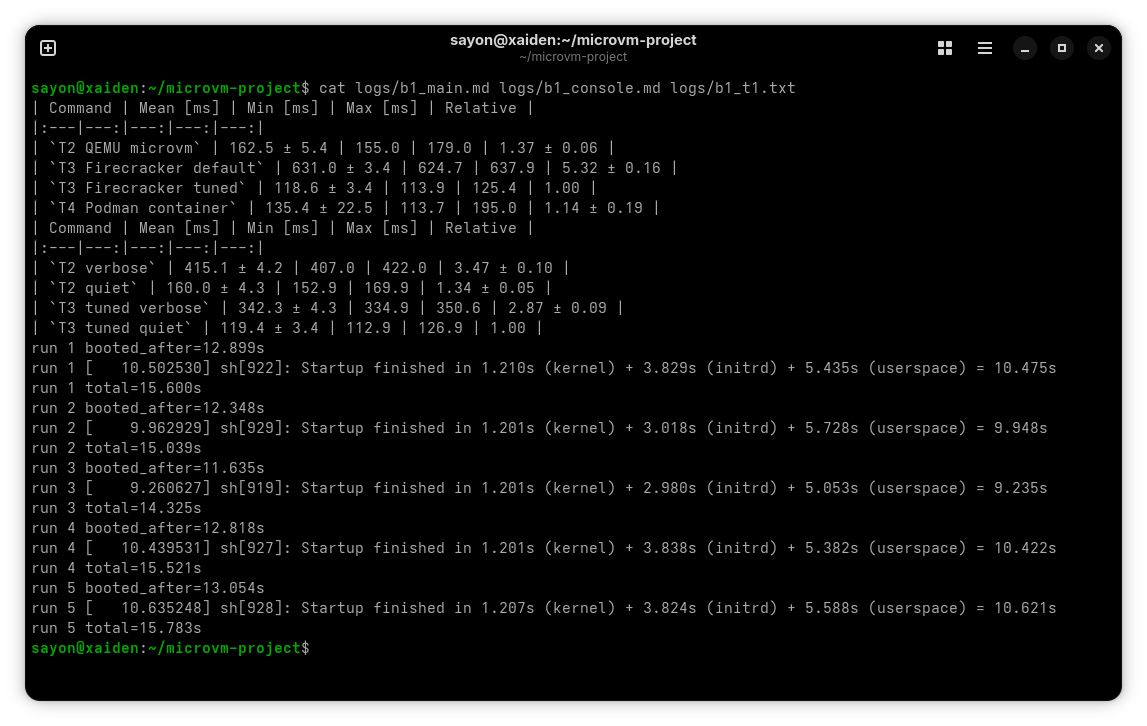 sayon@xaiden:~/microvm-project
~/microvm-project
sayon@xaiden:~/microvm-project$ cat logs/b1_main.md logs/b1_console.md logs/b1_t1.txt
| Command | Mean [ms] | Min [ms] | Max [ms] | Relative |
|:---|---:|---:|---:|---:|
| `T2 QEMU microvm` | 162.5 ± 5.4 | 155.0 | 179.0 | 1.37 ± 0.06 |
| `T3 Firecracker default` | 631.0 ± 3.4 | 624.7 | 637.9 | 5.32 ± 0.16 |
| `T3 Firecracker tuned` | 118.6 ± 3.4 | 113.9 | 125.4 | 1.00 |
| `T4 Podman container` | 135.4 ± 22.5 | 113.7 | 195.0 | 1.14 ± 0.19 |
| Command | Mean [ms] | Min [ms] | Max [ms] | Relative |
|:---|---:|---:|---:|---:|
| `T2 verbose` | 415.1 ± 4.2 | 407.0 | 422.0 | 3.47 ± 0.10 |
| `T2 quiet` | 160.0 ± 4.3 | 152.9 | 169.9 | 1.34 ± 0.05 |
| `T3 tuned verbose` | 342.3 ± 4.3 | 334.9 | 350.6 | 2.87 ± 0.09 |
| `T3 tuned quiet` | 119.4 ± 3.4 | 112.9 | 126.9 | 1.00 |
run 1 booted_after=12.899s
run 1 [   10.502530] sh[922]: Startup finished in 1.210s (kernel) + 3.829s (initrd) + 5.435s (userspace) = 10.475s
run 1 total=15.600s
run 2 booted_after=12.348s
run 2 [    9.962929] sh[929]: Startup finished in 1.201s (kernel) + 3.018s (initrd) + 5.728s (userspace) = 9.948s
run 2 total=15.039s
run 3 booted_after=11.635s
run 3 [    9.260627] sh[919]: Startup finished in 1.201s (kernel) + 2.980s (initrd) + 5.053s (userspace) = 9.235s
run 3 total=14.325s
run 4 booted_after=12.818s
run 4 [   10.439531] sh[927]: Startup finished in 1.201s (kernel) + 3.838s (initrd) + 5.382s (userspace) = 10.422s
run 4 total=15.521s
run 5 booted_after=13.054s
run 5 [   10.635248] sh[928]: Startup finished in 1.207s (kernel) + 3.824s (initrd) + 5.588s (userspace) = 10.621s
run 5 total=15.783s
sayon@xaiden:~/microvm-project$